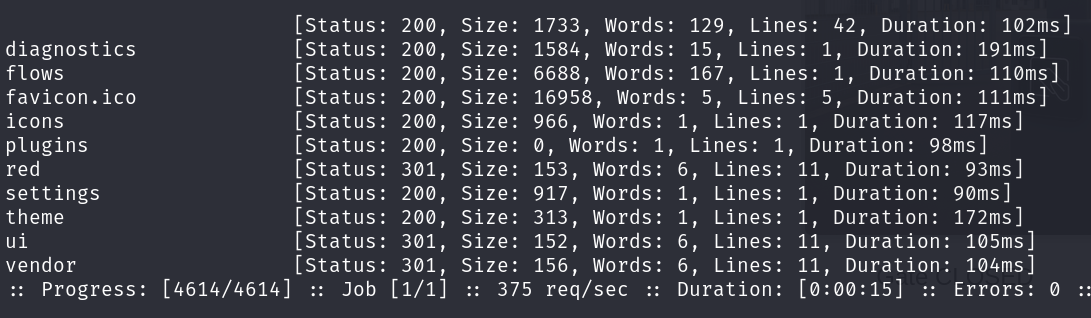 [Status: 200, Size: 1733, Words: 129, Lines: 42, Duration: 102ms]
diagnostics [Status: 200, Size: 1584, Words: 15, Lines: 1, Duration: 191ms]
flows [Status: 200, Size: 6688, Words: 167, Lines: 1, Duration: 110ms]
favicon.ico [Status: 200, Size: 16958, Words: 5, Lines: 5, Duration: 111ms]
icons [Status: 200, Size: 966, Words: 1, Lines: 1, Duration: 117ms]
plugins [Status: 200, Size: 0, Words: 1, Lines: 1, Duration: 98ms]
red [Status: 301, Size: 153, Words: 6, Lines: 11, Duration: 93ms]
settings [Status: 200, Size: 917, Words: 1, Lines: 1, Duration: 90ms]
theme [Status: 200, Size: 313, Words: 1, Lines: 1, Duration: 172ms]
ui [Status: 301, Size: 152, Words: 6, Lines: 11, Duration: 105ms]
vendor [Status: 301, Size: 156, Words: 6, Lines: 11, Duration: 104ms]
:: Progress: [4614/4614] :: Job [1/1] :: 375 req/sec :: Duration: [0:00:15] :: Errors: 0 ::